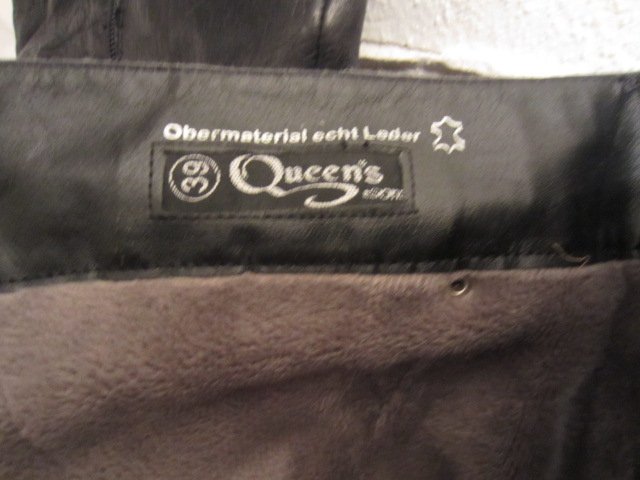 Obermaterial echt Leder
39 Queen's